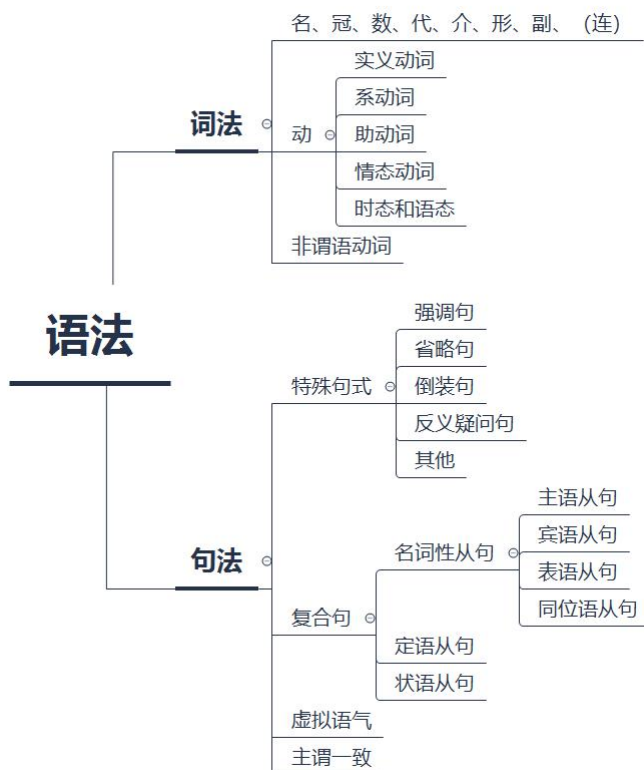 语法
词法
名、冠、数、代、介、形、副、（连）
动
实义动词
系动词
助动词
情态动词
时态和语态
非谓语动词
句法
特殊句式
强调句
省略句
倒装句
反义疑问句
其他
复合句
名词性从句
主语从句
宾语从句
表语从句
同位语从句
定语从句
状语从句
虚拟语气
主谓一致